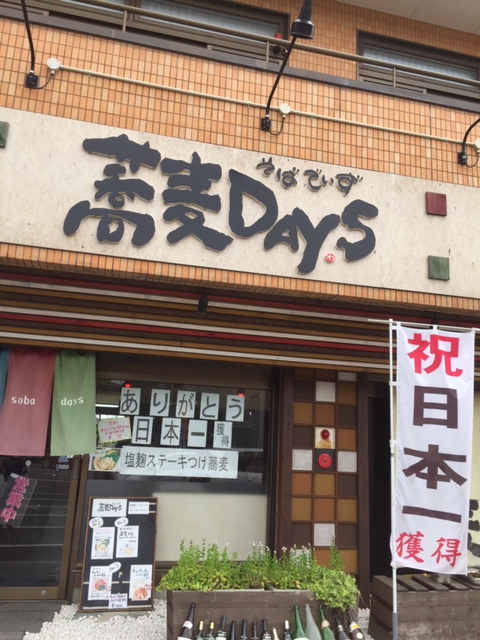 そばでいず
蕎麦DAYS
soba days
ありがとう
日本一獲得
塩麹ステーキつけ蕎麦
蕎麦DAYS
祝日本一獲得